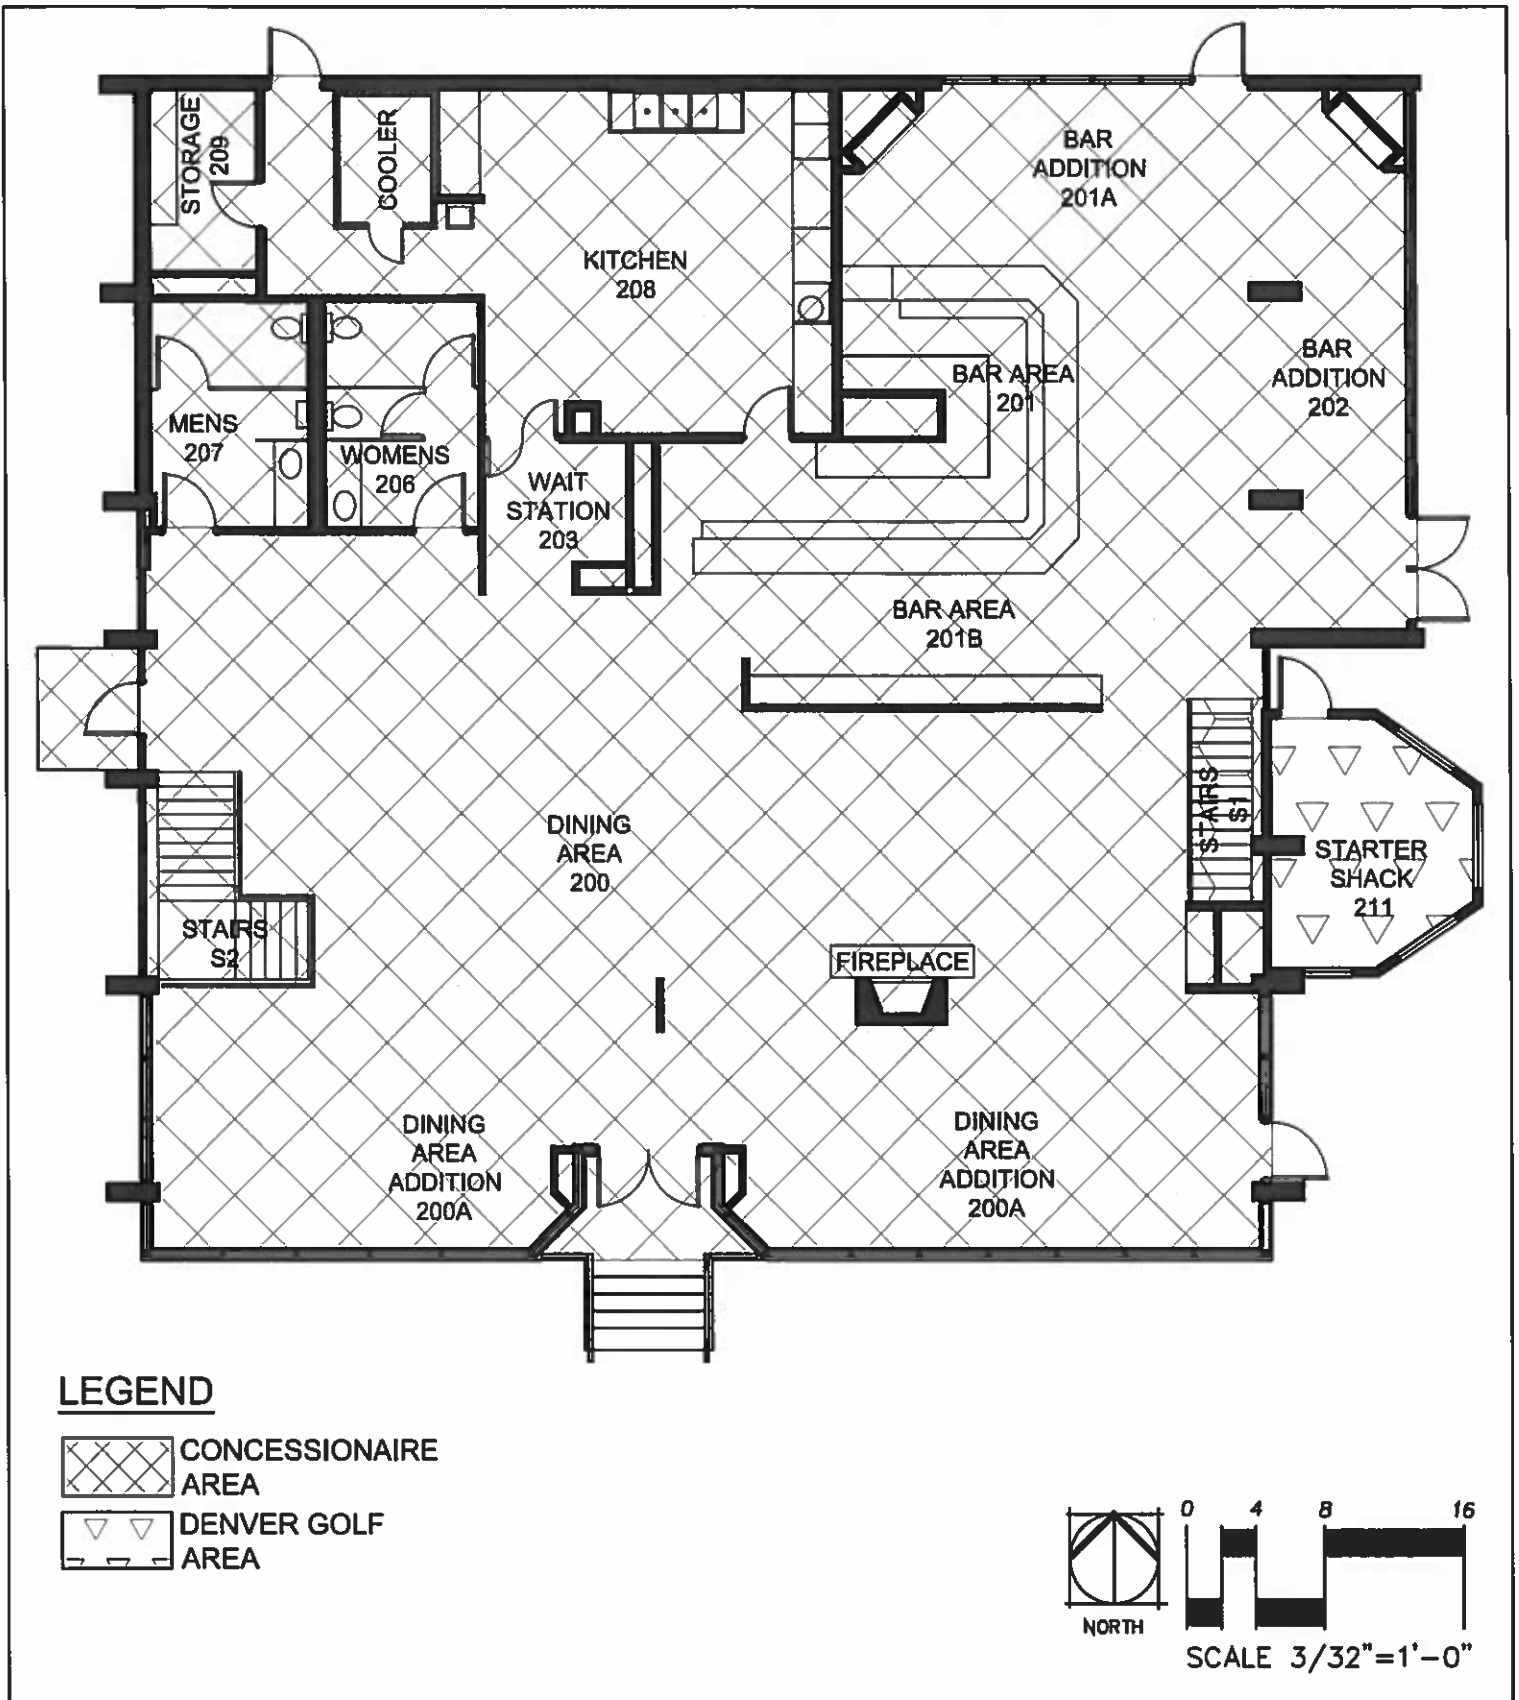 STORAGE
209
COOLER
KITCHEN
208
BAR
ADDITION
201A
BAR AREA
201
BAR
ADDITION
202
MENS
207
WOMENS
206
WAIT
STATION
203
BAR AREA
201B
DINING
AREA
200
STAIRS
S1
STARTER
SHACK
211
STAIRS
S2
FIREPLACE
DINING
AREA
ADDITION
200A
DINING
AREA
ADDITION
200A
LEGEND
CONCESSIONAIRE
AREA
DENVER GOLF
AREA
NORTH
0 4 8 16
SCALE 3/32"=1'-0"